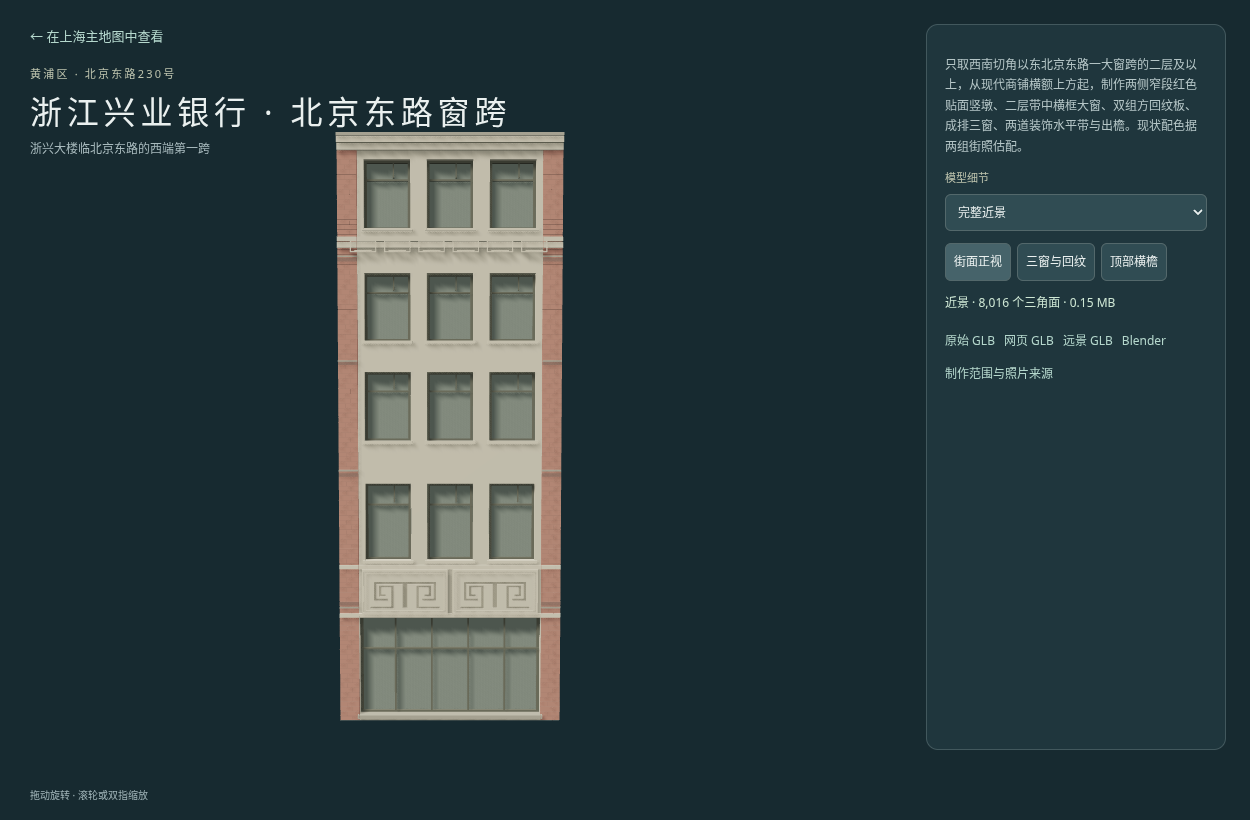 ← 在上海主地图中查看
黄浦区 · 北京东路230号
浙江兴业银行 · 北京东路窗跨
浙兴大楼临北京东路的西端第一跨
只取西南切角以东北京东路一大窗跨的二层及以
上，从现代商铺横额上方起，制作两侧窄段红色
贴面竖墩、二层带中横框大窗、双组方回纹板、
成排三窗、两道装饰水平带与出檐。现状配色据
两组街照估配。
模型细节
完整近景
街面正视
三窗与回纹
顶部横檐
近景 · 8,016 个三角面 · 0.15 MB
原始 GLB 网页 GLB 远景 GLB Blender
制作范围与照片来源
拖动旋转 · 滚轮或双指缩放